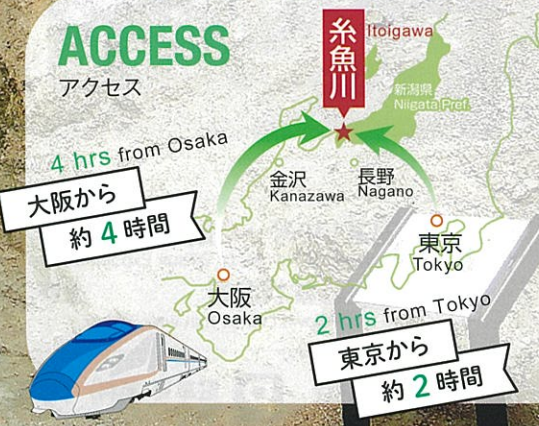 ACCESS
アクセス
糸魚川
Itoigawa
新潟県
Niigata Pref.
4 hrs from Osaka
大阪から
約4時間
金沢
Kanazawa
長野
Nagano
東京
Tokyo
大阪
Osaka
2 hrs from Tokyo
東京から
約2時間